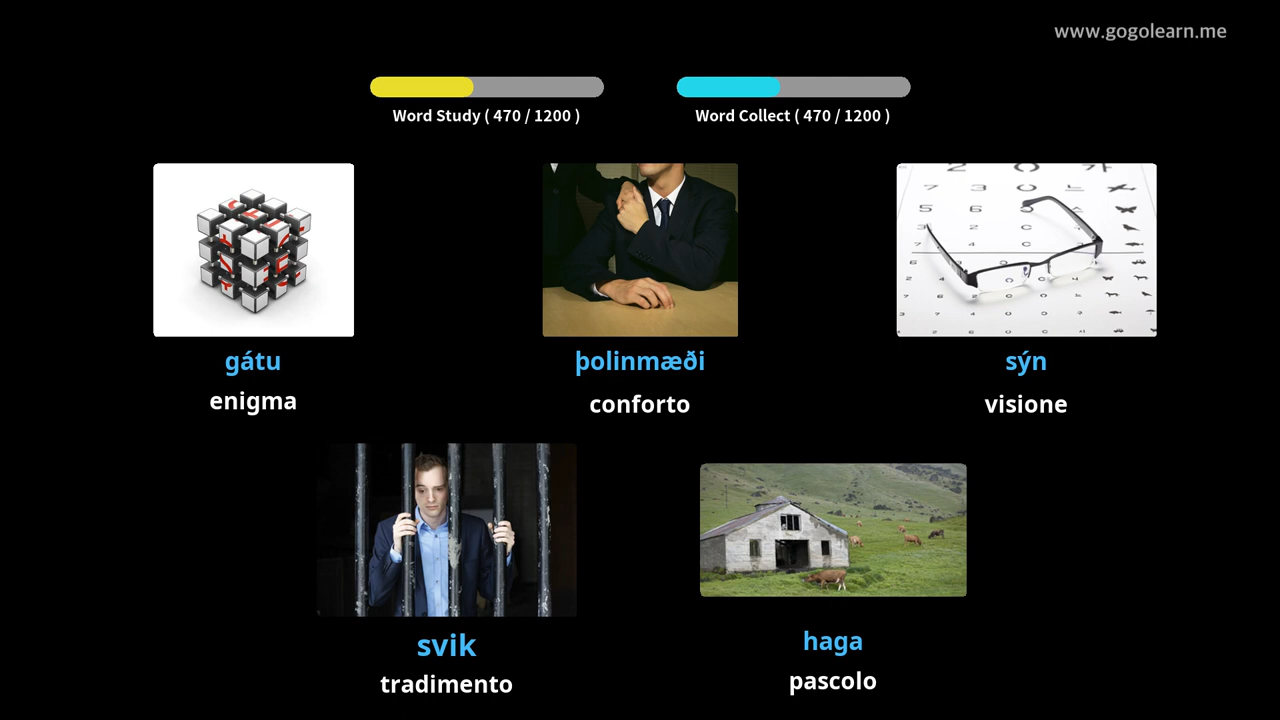 www.gogolearn.me
Word Study ( 470 / 1200 )
Word Collect ( 470 / 1200 )
gátu
enigma
þolinmæði
conforto
sýn
visione
svik
tradimento
haga
pascolo